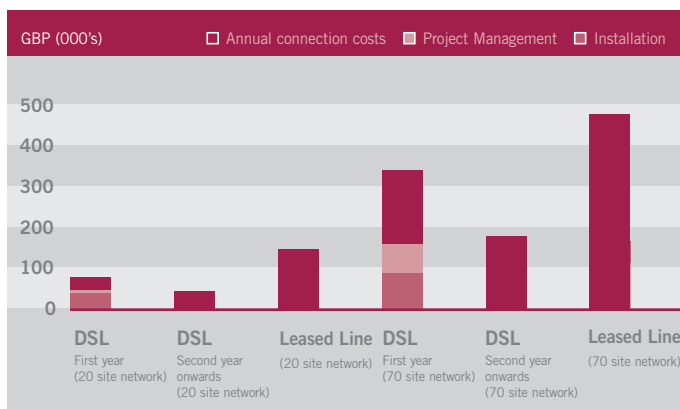 GBP (000's) Annual connection costs Project Management Installation
500
400
300
200
100
0
DSL
First year
(20 site network)
DSL
Second year
onwards
(20 site network)
Leased Line
(20 site network)
DSL
First year
(70 site network)
DSL
Second year
onwards
(70 site network)
Leased Line
(70 site network)